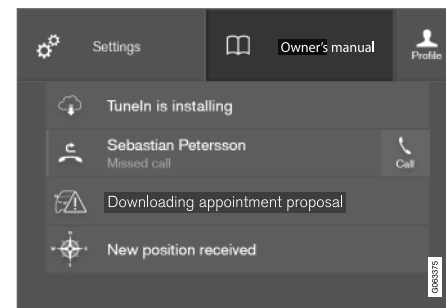 Settings
Owner's manual
Profile
TuneIn is installing
Sebastian Petersson
Missed call
Call
Downloading appointment proposal
New position received
G063375